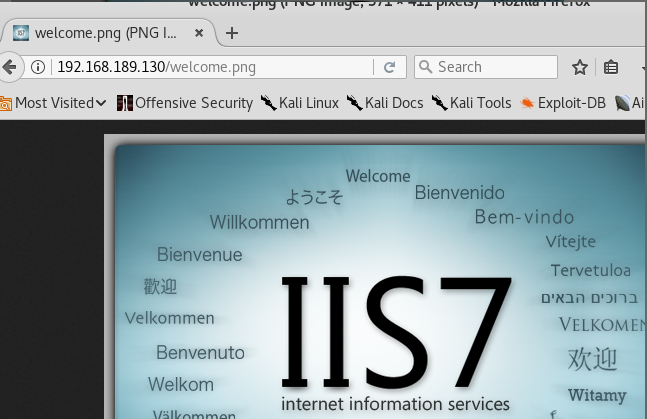 welcome.png (PNG Image, 571 × 411 pixels) - Mozilla Firefox
welcome.png (PNG I... ×
192.168.189.130/welcome.png Search
Most Visited Offensive Security Kali Linux Kali Docs Kali Tools Exploit-DB Ai
Welcome
ようこそ
Bienvenido
Willkommen
Bem-vindo
Vítejte
Bienvenue
Tervetuloa
歡迎
ברוכים הבאים
Velkommen
VELKOMEN
IIS7
Benvenuto
欢迎
Welkom
Witamy
internet information services
Välkommen